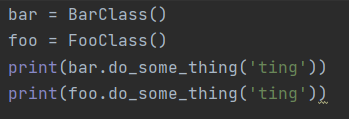 bar = BarClass()
foo = FooClass()
print(bar.do_some_thing('ting'))
print(foo.do_some_thing('ting'))